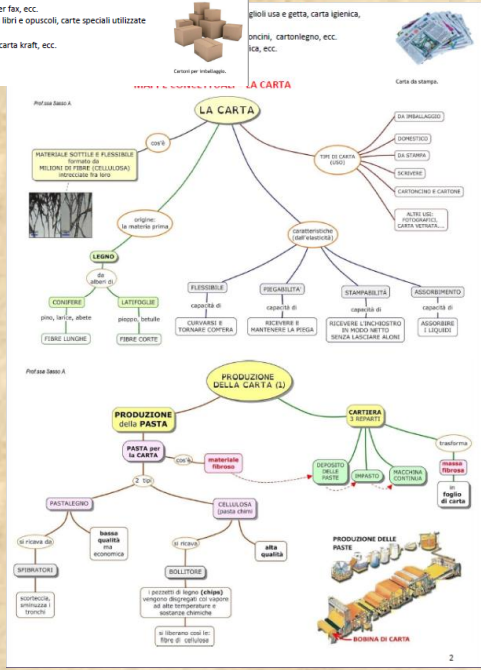 er fax, ecc.
libri e opuscoli, carte speciali utilizzate
carta kraft, ecc.
Cartoni per imballaggio.
glioli usa e getta, carta igienica,
oncini, cartonlegno, ecc.
ica, ecc.
Carta da stampa.
MAPPE CONCETTUALI LA CARTA
Prof.ssa Basso A
LA CARTA
cos'è
MATERIALE SOTTILE E FLESSIBILE
formato da
MILIONI DI FIBRE (CELLULOSA)
intrecciate fra loro
TIPI DI CARTA
(USO)
DA IMBALLAGGIO
DOMESTICO
DA STAMPA
SCRIVERE
CARTONCINO E CARTONE
ALTRI USI:
FOTOGRAFICI,
CARTA VETRATA,...
origine:
la materie prima
LEGNO
da
alberi di
CONIFERE
LATIFOGLIE
pino, larice, abete
pioppo, betulle
FIBRE LUNGHE
FIBRE CORTE
caratteristiche
(dall'elasticità)
FLESSIBILE
PIEGABILITA'
STAMPABILITÀ
ASSORBIMENTO
capacità di
capacità di
capacità di
capacità di
CURVARSI E
TORNARE COM'ERA
RICEVERE E
MANTENERE LA PIEGA
RICEVERE L'INCHIOSTRO
IN MODO NETTO
SENZA LASCIARE ALONI
ASSORBIRE
I LIQUIDI
Prof.ssa Basso A
PRODUZIONE
DELLA CARTA (1)
PRODUZIONE
della PASTA
CARTIERA
3 REPARTI
PASTA per
la CARTA
cos'è
materiale
fibroso
DEPOSITO
DELLE
PASTE
IMPASTO
MACCHINA
CONTINUA
trasforma
massa
fibrosa
in
foglio
di carta
2 tipi
PASTALEGNO
CELLULOSA
(pasta chimi
si ricava da
bassa
qualità
ma
economica
SFIBRATORI
scorteccia,
sminuzza i
tronchi
si ricava
alta
qualità
BOLLITORE
i pezzetti di legno (chips)
vengono disgregati col vapore
ad alte temperature e
sostanze chimiche
si liberano così le:
fibre di cellulose
PRODUZIONE DELLE
PASTE
BOBINA DI CARTA
2